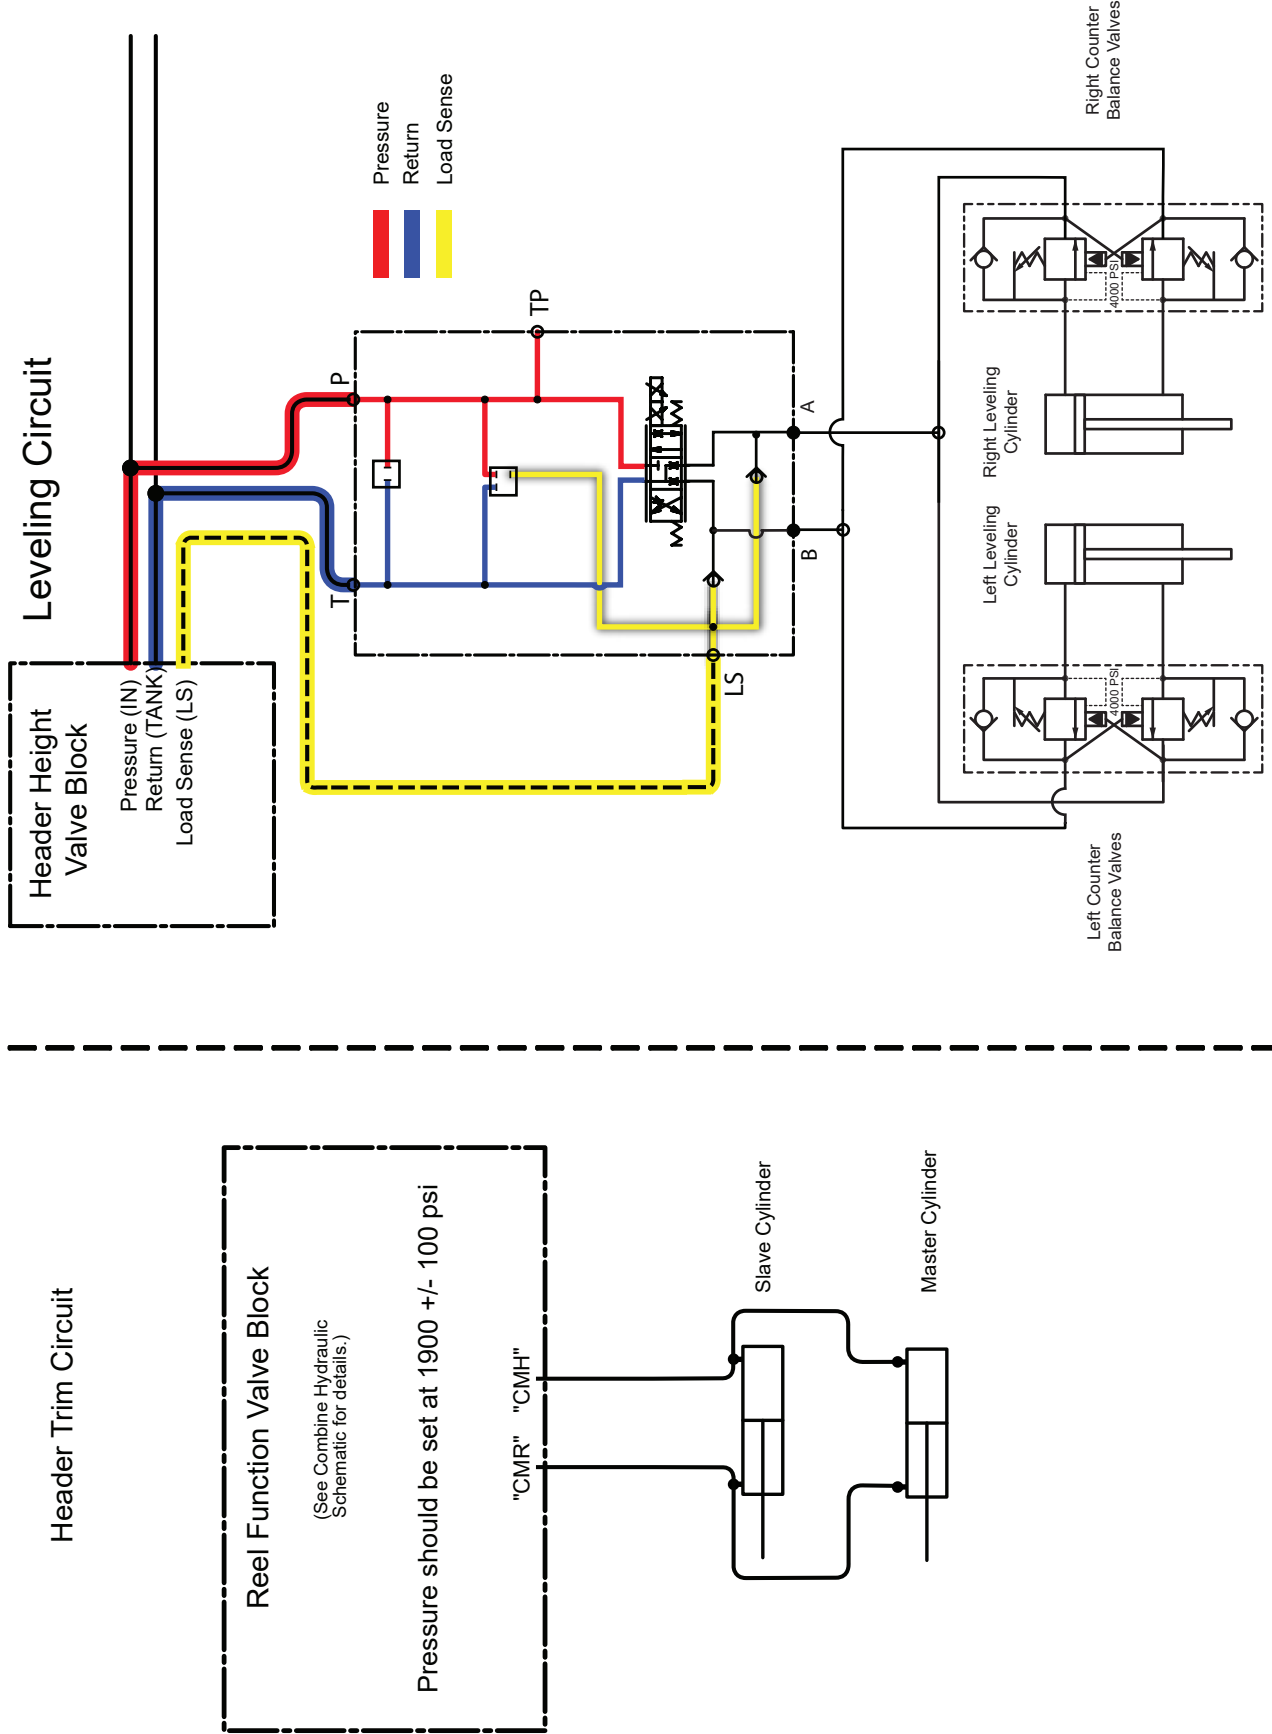 Header Trim Circuit
Reel Function Valve Block
(See Combine Hydraulic
Schematic for details.)
Pressure should be set at 1900 +/- 100 psi
"CMR"
"CMH"
Slave Cylinder
Master Cylinder
Leveling Circuit
Header Height
Valve Block
Pressure (IN)
Return (TANK)
Load Sense (LS)
Pressure
Return
Load Sense
T
P
TP
LS
B
A
Left Leveling
Cylinder
Right Leveling
Cylinder
4000 PSI
4000 PSI
Left Counter
Balance Valves
Right Counter
Balance Valves